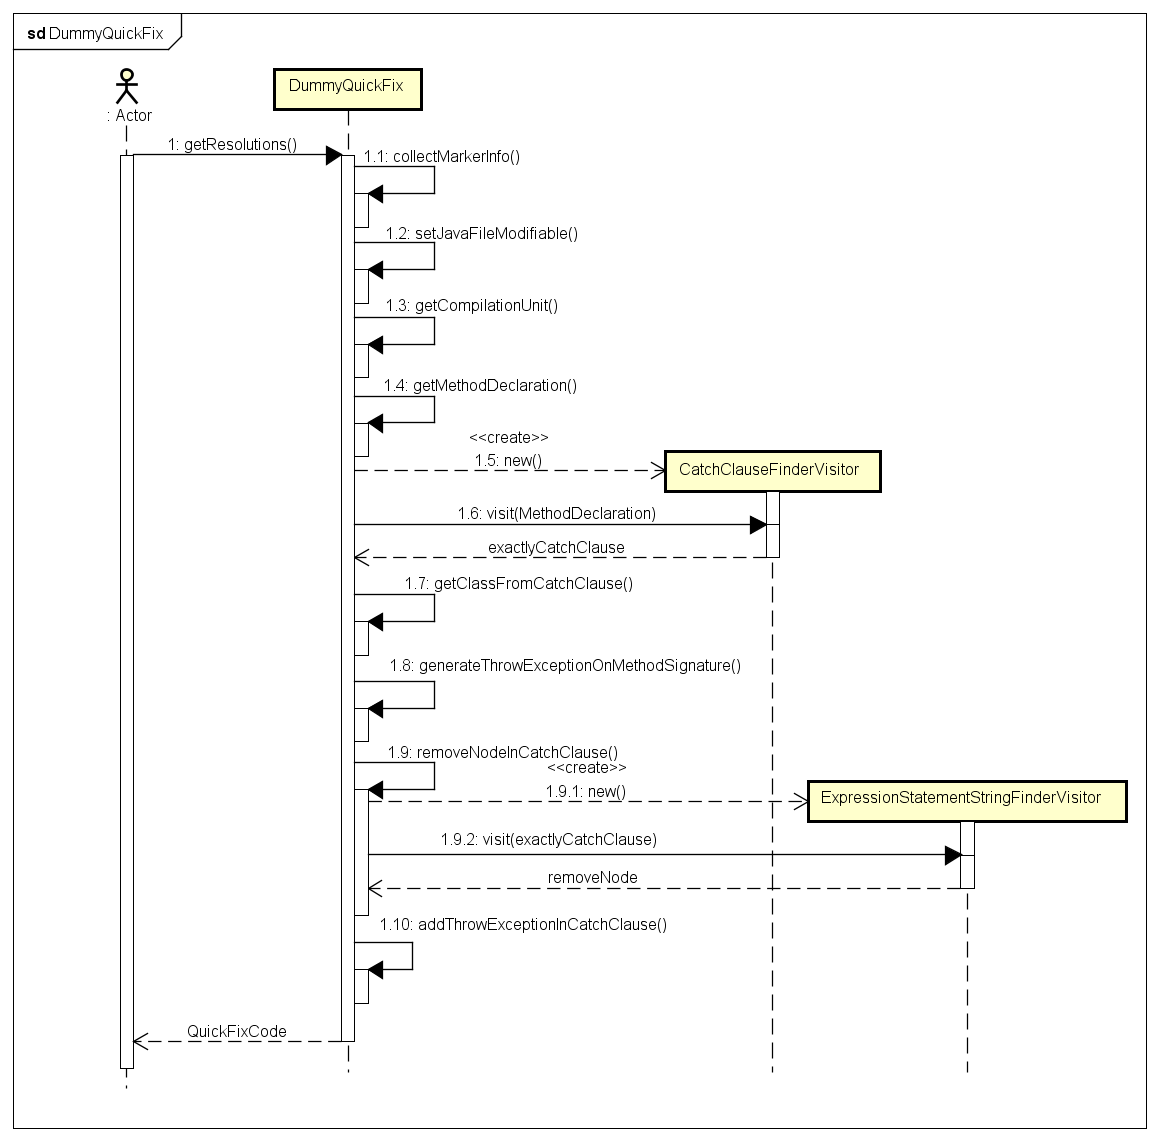 sd DummyQuickFix
DummyQuickFix
: Actor
1: getResolutions()
1.1: collectMarkerInfo()
1.2: setJavaFileModifiable()
1.3: getCompilationUnit()
1.4: getMethodDeclaration()
<<create>>
1.5: new()
CatchClauseFinderVisitor
1.6: visit(MethodDeclaration)
exactlyCatchClause
1.7: getClassFromCatchClause()
1.8: generateThrowExceptionOnMethodSignature()
1.9: removeNodeInCatchClause()
<<create>>
1.9.1: new()
ExpressionStatementStringFinderVisitor
1.9.2: visit(exactlyCatchClause)
removeNode
1.10: addThrowExceptionInCatchClause()
QuickFixCode